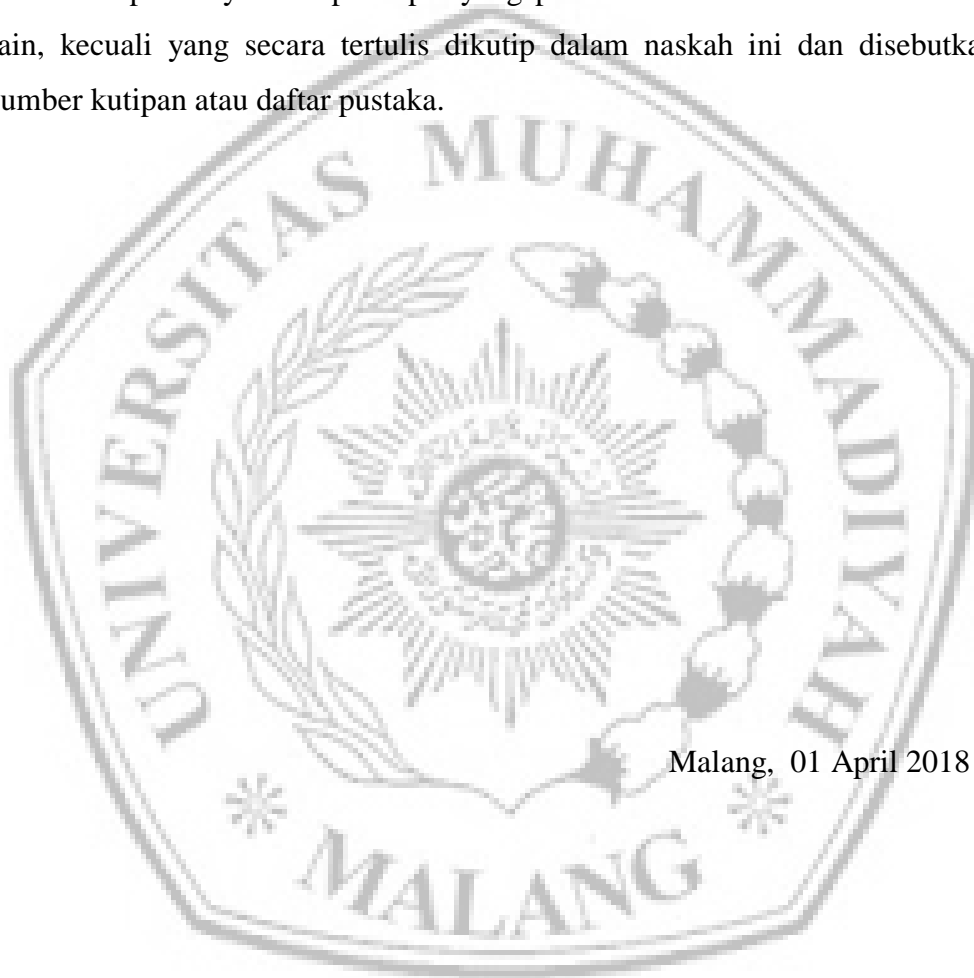 yang
ain, kecuali yang secara tertulis dikutip dalam naskah ini dan disebutka
umber kutipan atau daftar pustaka.
UNIVERSITAS MUHAMMADIYAH
Malang, 01 April 2018
MALANG